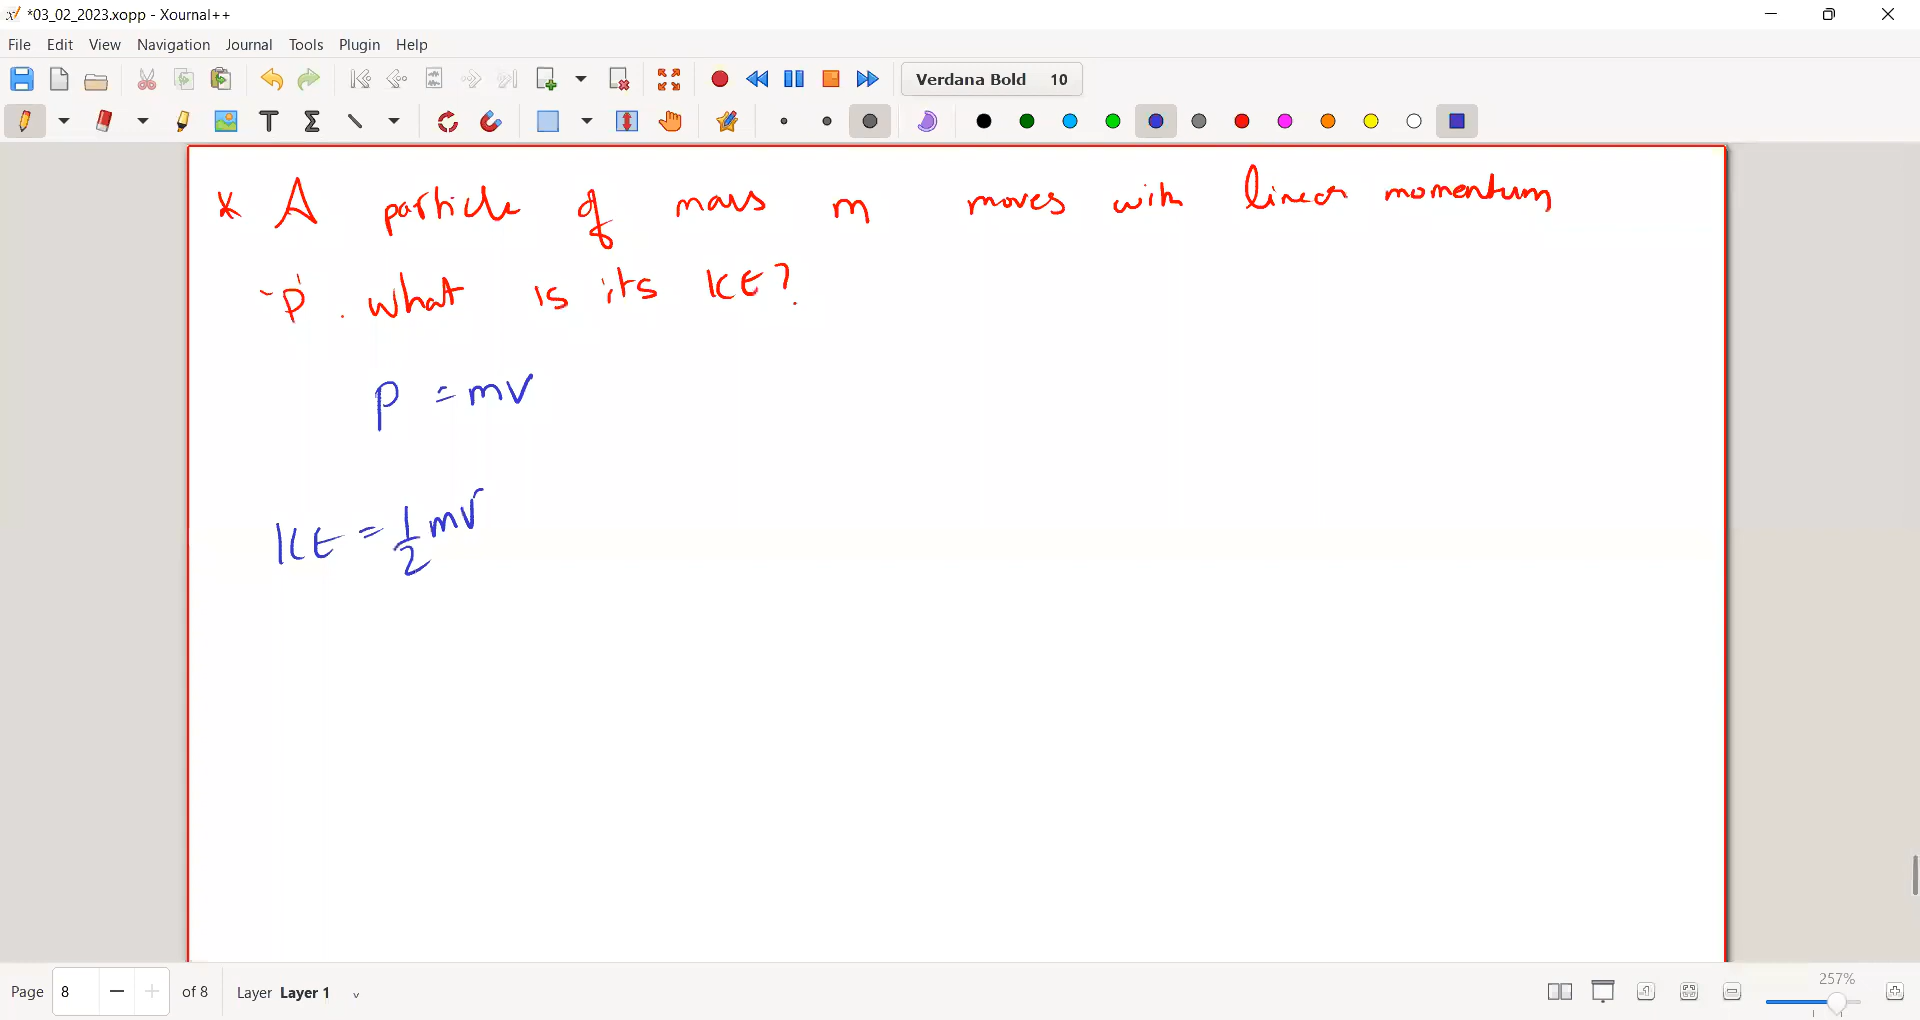 *03_02_2023.xopp - Xournal++
File Edit View Navigation Journal Tools Plugin Help
Verdana Bold 10
* A particle of mass m moves with linear momentum
'p'. what is its KE?
P = mv
KE = 1/2 mv
Page 8 of 8 Layer Layer 1 257%